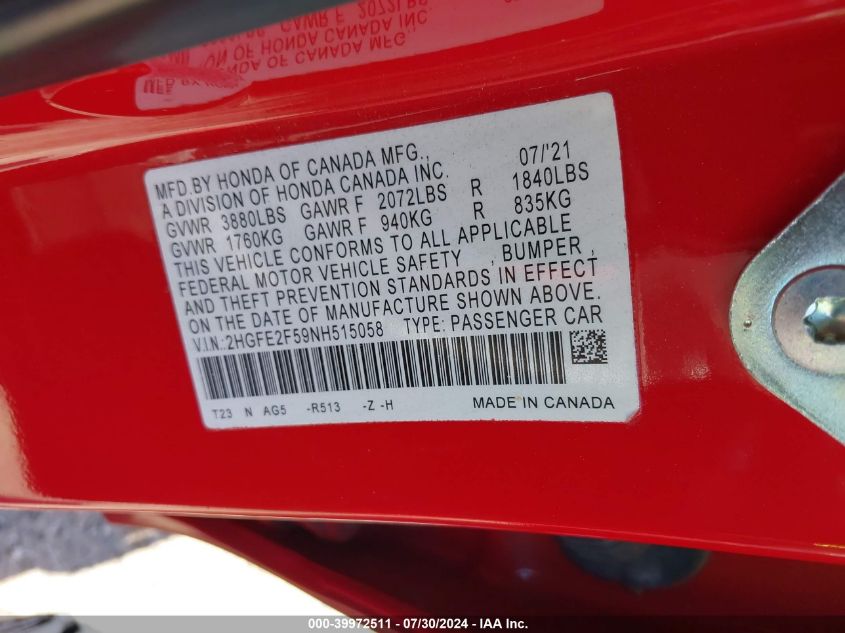 MFD.BY HONDA OF CANADA MFG., 07/'21
A DIVISION OF HONDA CANADA INC.
GVWR 3880LBS GAWR F 2072LBS R 1840LBS
GVWR 1760KG GAWR F 940KG R 835KG
THIS VEHICLE CONFORMS TO ALL APPLICABLE
FEDERAL MOTOR VEHICLE SAFETY , BUMPER ,
AND THEFT PREVENTION STANDARDS IN EFFECT
ON THE DATE OF MANUFACTURE SHOWN ABOVE.
V.I.N.:2HGFE2F59NH515058 TYPE: PASSENGER CAR
T23 N AG5 -R513 -Z -H MADE IN CANADA
000-39972511 - 07/30/2024 - IAA Inc.